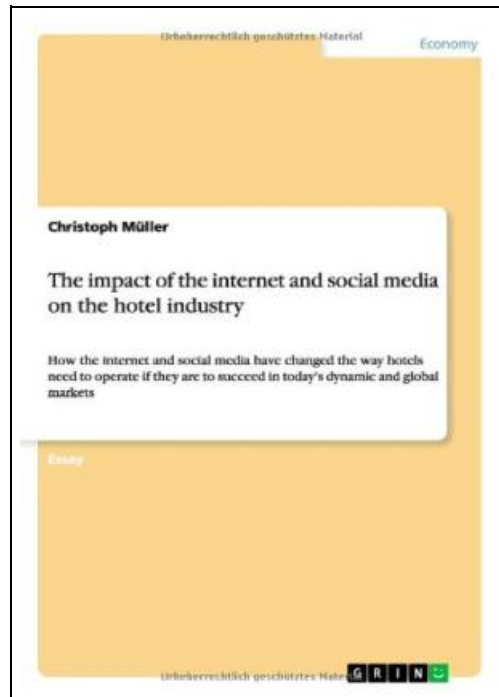 Urheberrechtlich geschütztes Material
Economy
Christoph Müller
The impact of the internet and social media
on the hotel industry
How the internet and social media have changed the way hotels
need to operate if they are to succeed in today's dynamic and global
markets
Essay
Urheberrechtlich geschütztes Mater
G R I N